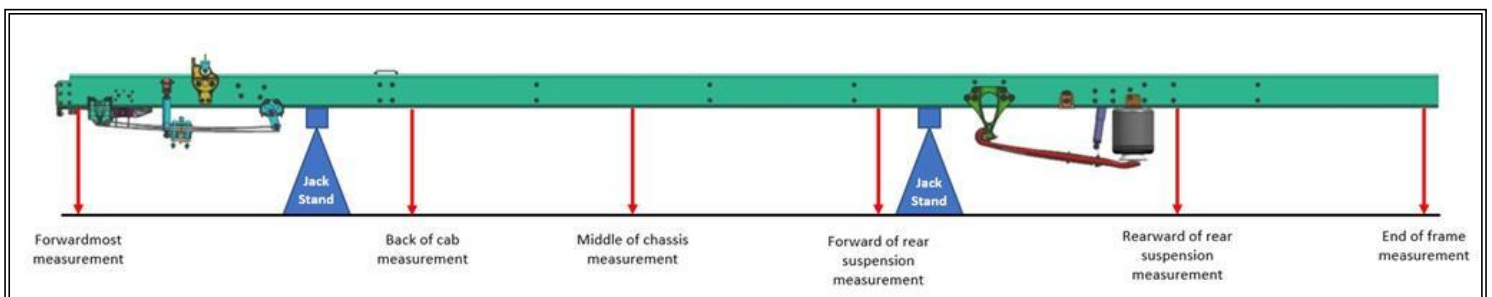 Jack
Stand
Jack
Stand
Forwardmost
measurement
Back of cab
measurement
Middle of chassis
measurement
Forward of rear
suspension
measurement
Rearward of rear
suspension
measurement
End of frame
measurement